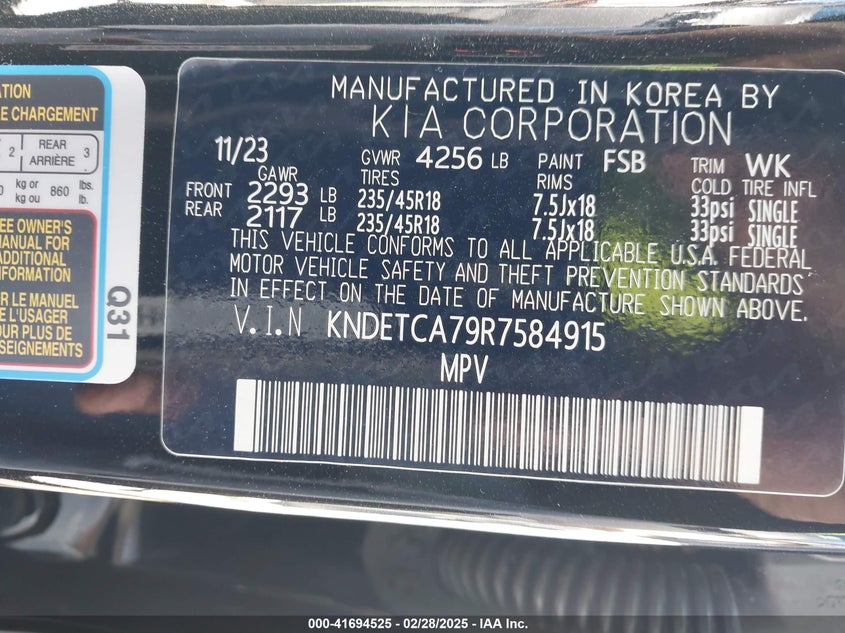 ATION
E CHARGEMENT
2 REAR ARRIÈRE 3
kg or kg ou 860 lbs. lb.
EE OWNER'S
MANUAL FOR
ADDITIONAL
NFORMATION
R LE MANUEL
E L'USAGER
OUR PLUS DE
SEIGNEMENTS
Q31
MANUFACTURED IN KOREA BY
KIA CORPORATION
11/23 GVWR 4256 LB PAINT FSB TRIM WK
GAWR TIRES RIMS COLD TIRE INFL
FRONT 2293 LB 235/45R18 7.5Jx18 33psi SINGLE
REAR 2117 LB 235/45R18 7.5Jx18 33psi SINGLE
THIS VEHICLE CONFORMS TO ALL APPLICABLE U.S.A. FEDERAL
MOTOR VEHICLE SAFETY AND THEFT PREVENTION STANDARDS
IN EFFECT ON THE DATE OF MANUFACTURE SHOWN ABOVE.
V.I.N KNDETCA79R7584915
MPV
000-41694525 - 02/28/2025 - IAA Inc.